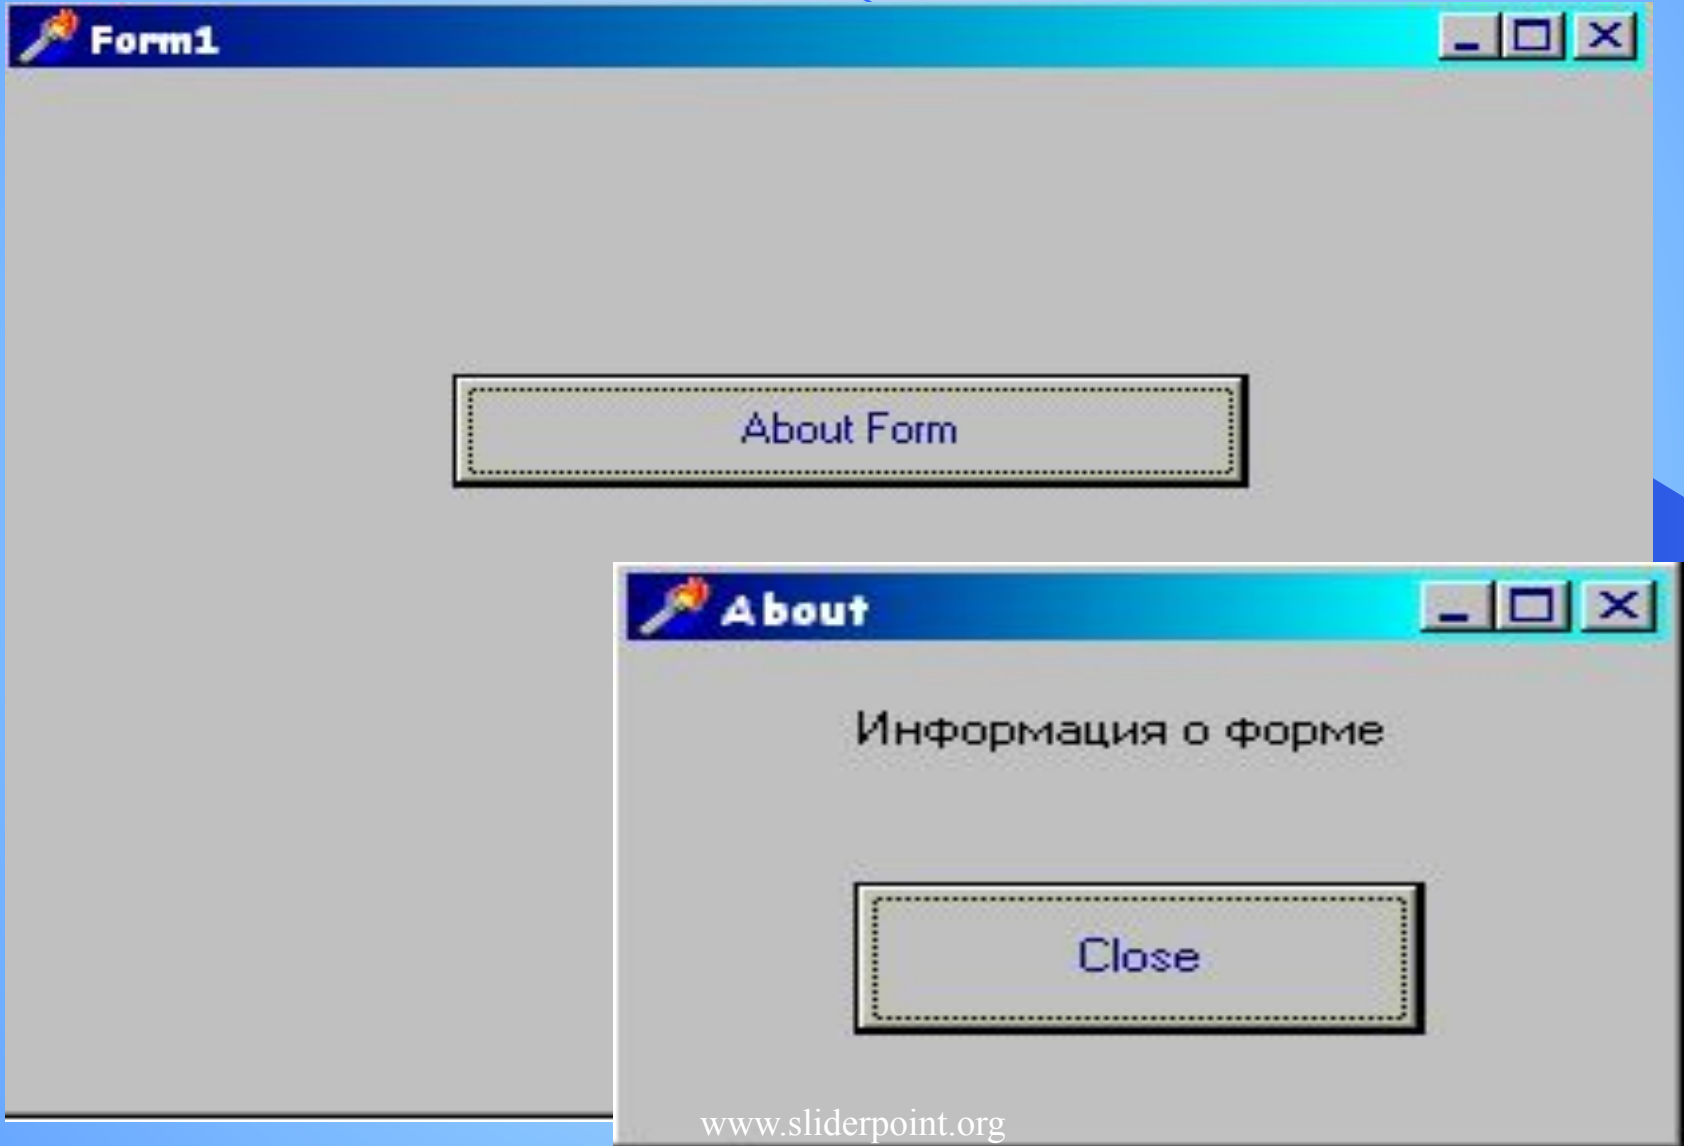 Form1
About Form
About
Информация о форме
Close
www.sliderpoint.org